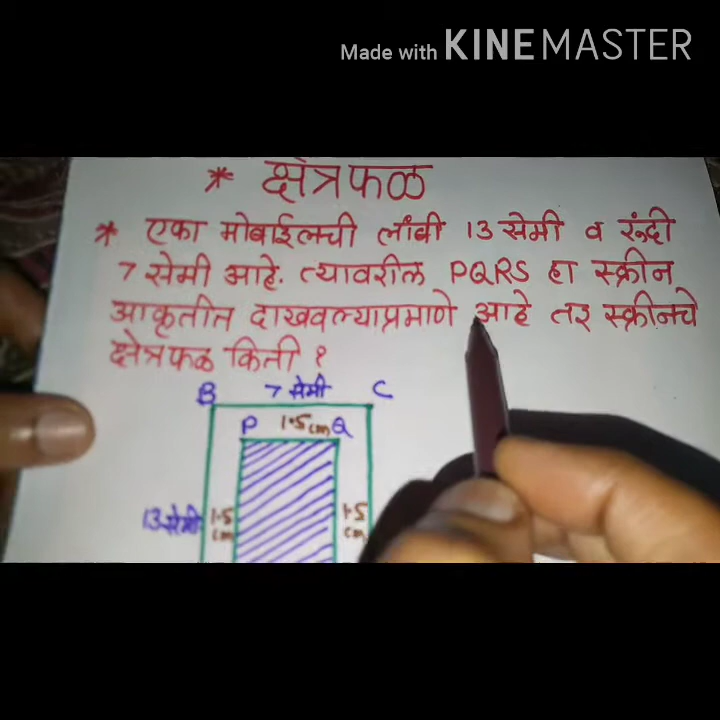 Made with KINEMASTER
* क्षेत्रफळ
* एका मोबाईलची लांबी 13 सेमी व रूंदी
7 सेमी आहे. त्यावरील PQRS हा स्क्रीन
आकृतीत दाखवल्याप्रमाणे आहे तर स्क्रीनचे
क्षेत्रफळ किती ?
B 7 सेमी C
P 1.5 cm Q
13 सेमी 1.5 cm 1.5 cm